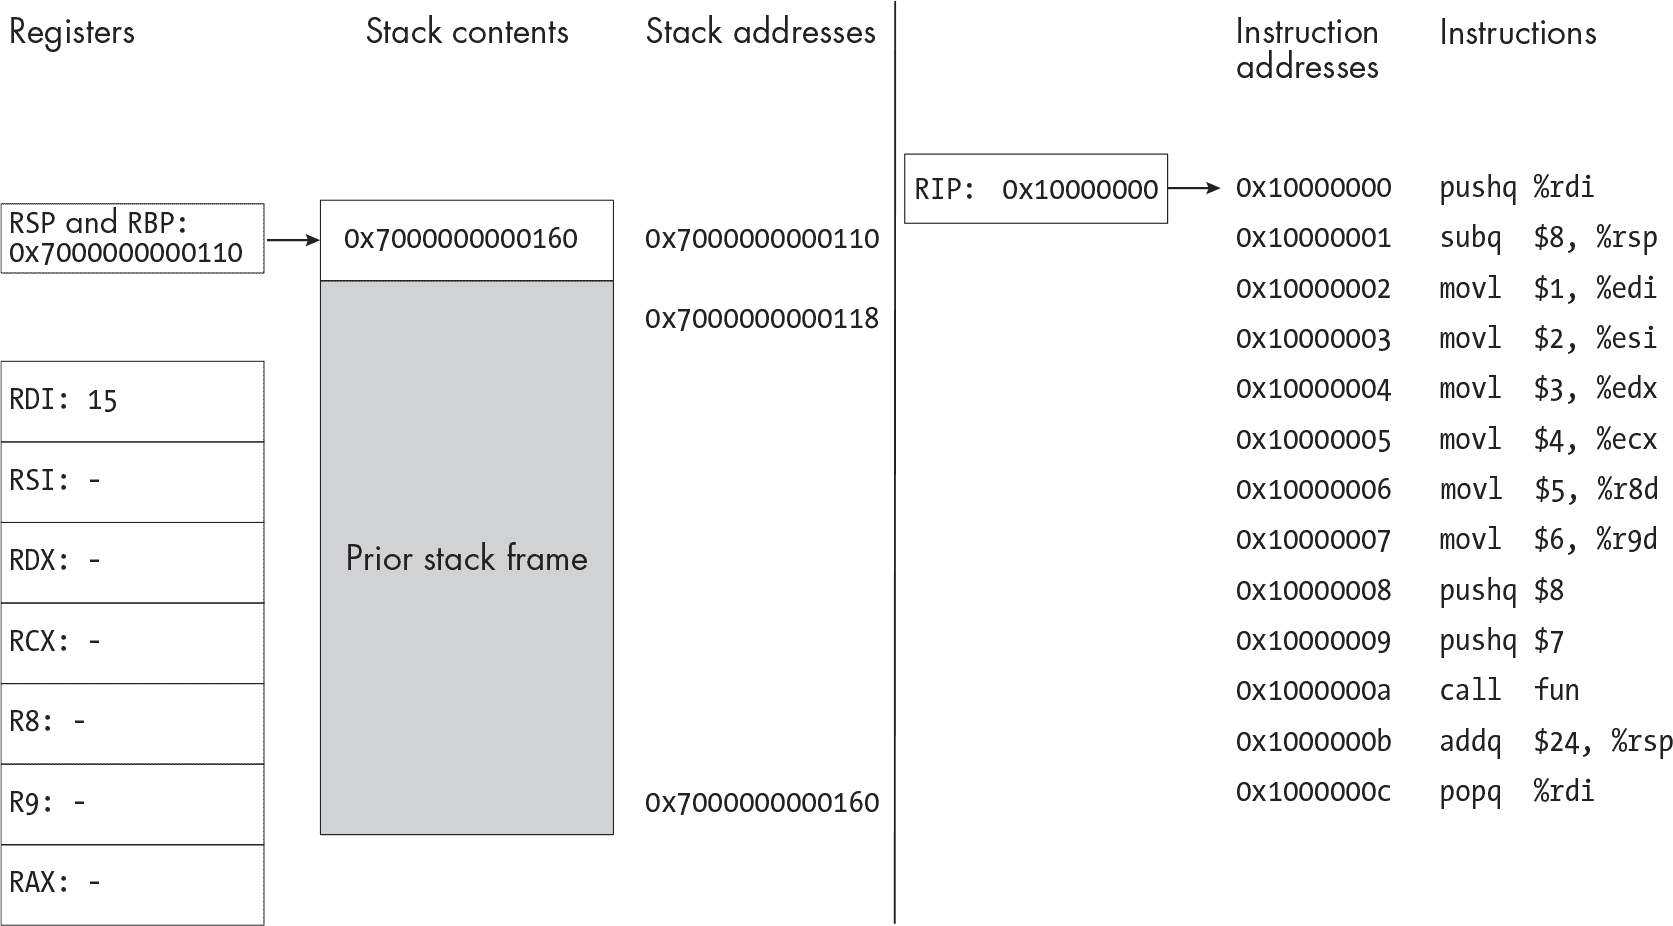 Registers
Stack contents
Stack addresses
RSP and RBP:
0x7000000000110
0x7000000000160
0x7000000000110
0x7000000000118
RDI: 15
RSI: -
RDX: -
RCX: -
R8: -
R9: -
RAX: -
Prior stack frame
0x7000000000160
Instruction
addresses
Instructions
RIP: 0x10000000
0x10000000 pushq %rdi
0x10000001 subq $8, %rsp
0x10000002 movl $1, %edi
0x10000003 movl $2, %esi
0x10000004 movl $3, %edx
0x10000005 movl $4, %ecx
0x10000006 movl $5, %r8d
0x10000007 movl $6, %r9d
0x10000008 pushq $8
0x10000009 pushq $7
0x1000000a call fun
0x1000000b addq $24, %rsp
0x1000000c popq %rdi